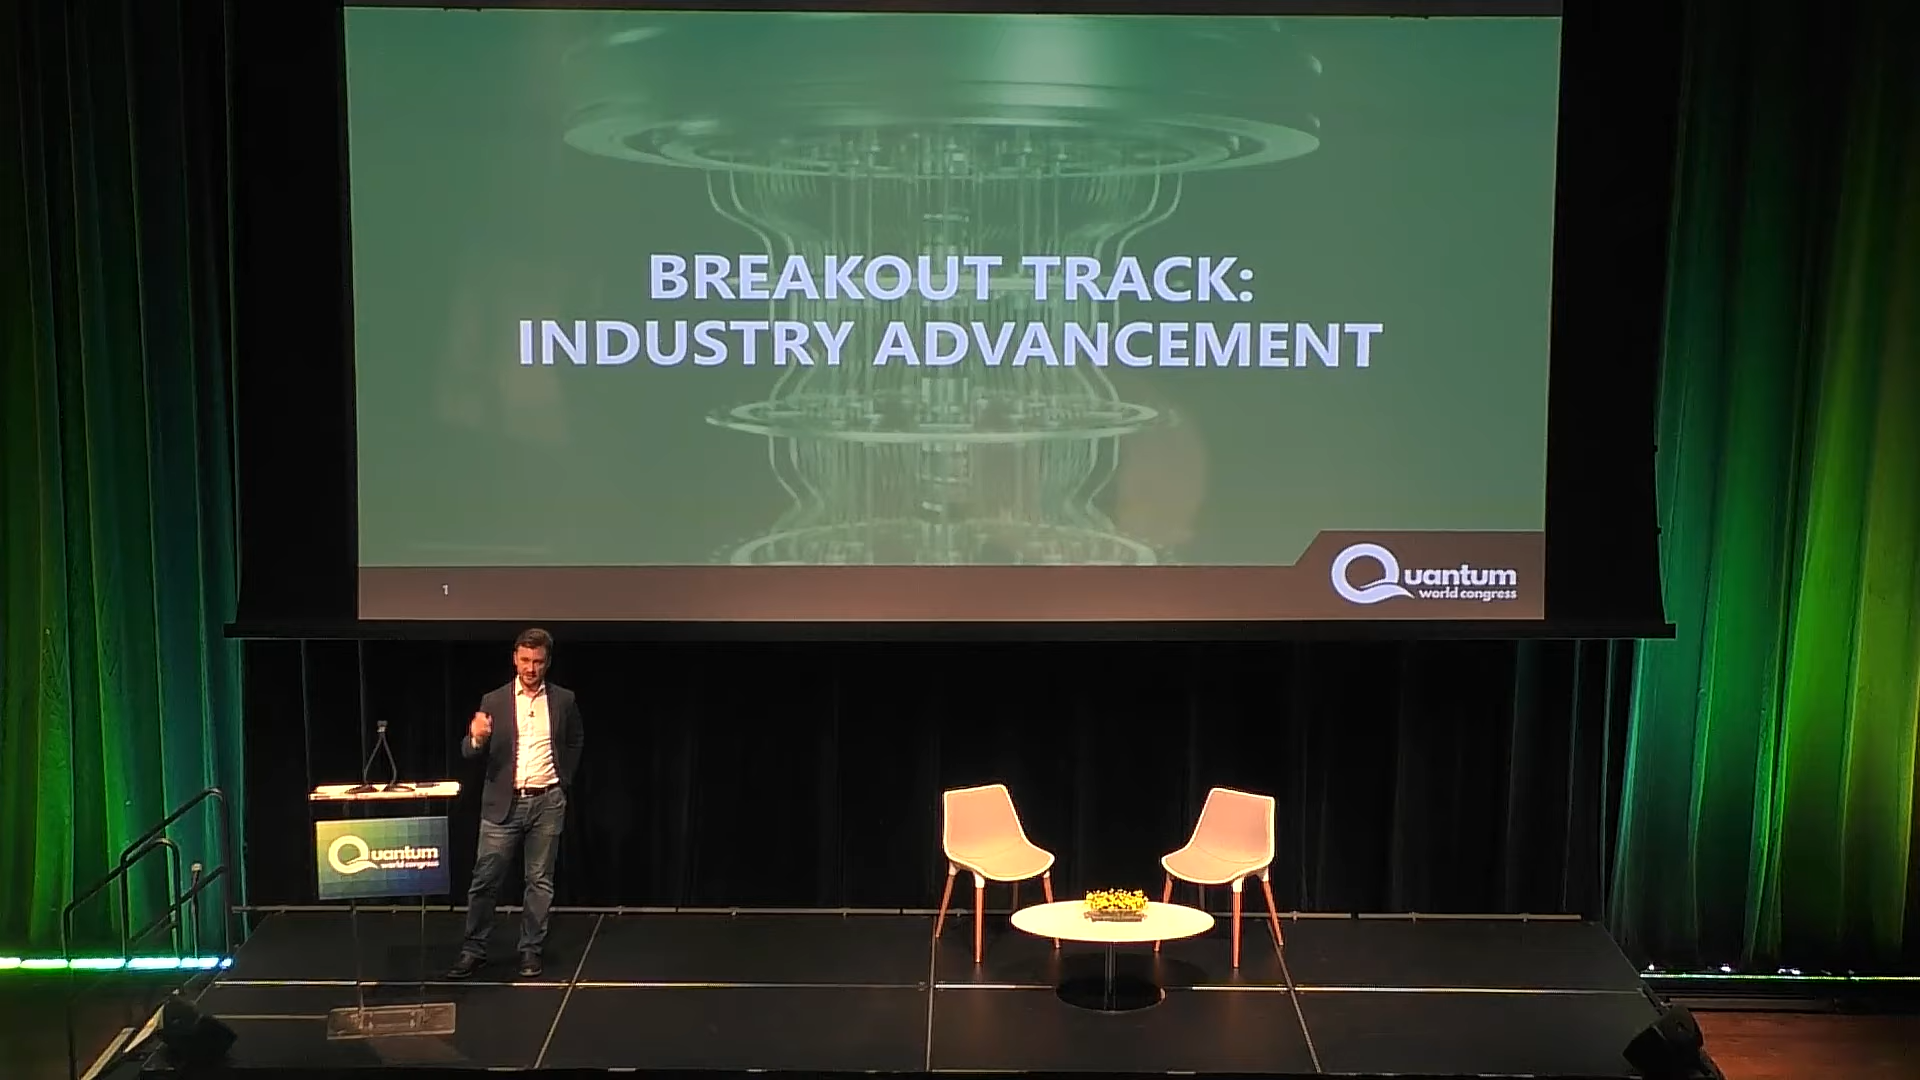 BREAKOUT TRACK:
INDUSTRY ADVANCEMENT
1
Quantum
world congress
Quantum
world congress